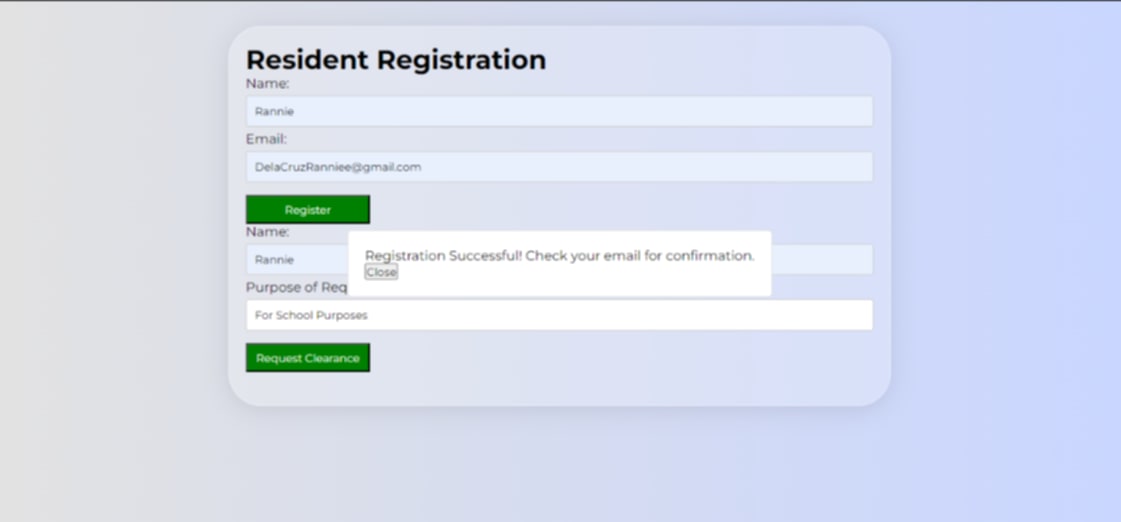 Resident Registration
Name:
Rannie
Email:
DelaCruzRanniee@gmail.com
Register
Name:
Registration Successful! Check your email for confirmation.
Rannie
Close
Purpose of Req
For School Purposes
Request Clearance